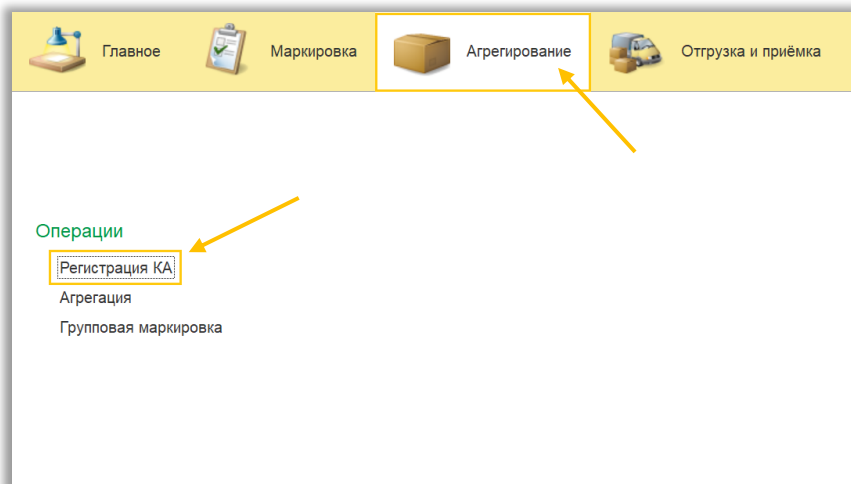 Главное
Маркировка
Агрегирование
Отгрузка и приёмка
Операции
Регистрация КА
Агрегация
Групповая маркировка